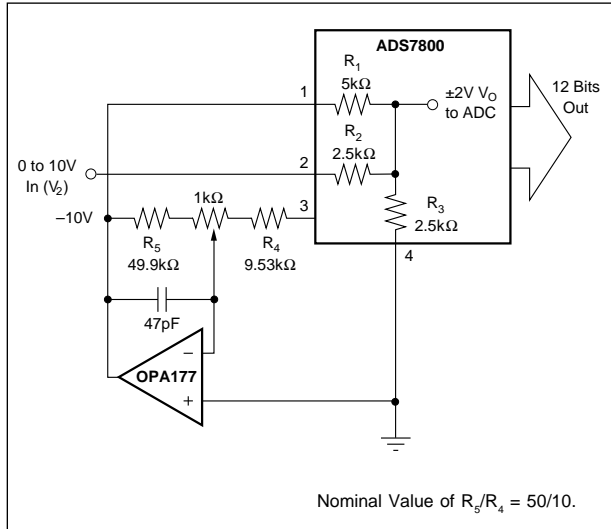 ADS7800
1
R₁
5kΩ
±2V V₀
to ADC
12 Bits
Out
0 to 10V
In (V₂)
2
R₂
2.5kΩ
–10V
1kΩ
3
R₃
2.5kΩ
R₅
49.9kΩ
R₄
9.53kΩ
4
47pF
–
OPA177
+
Nominal Value of R₅/R₄ = 50/10.